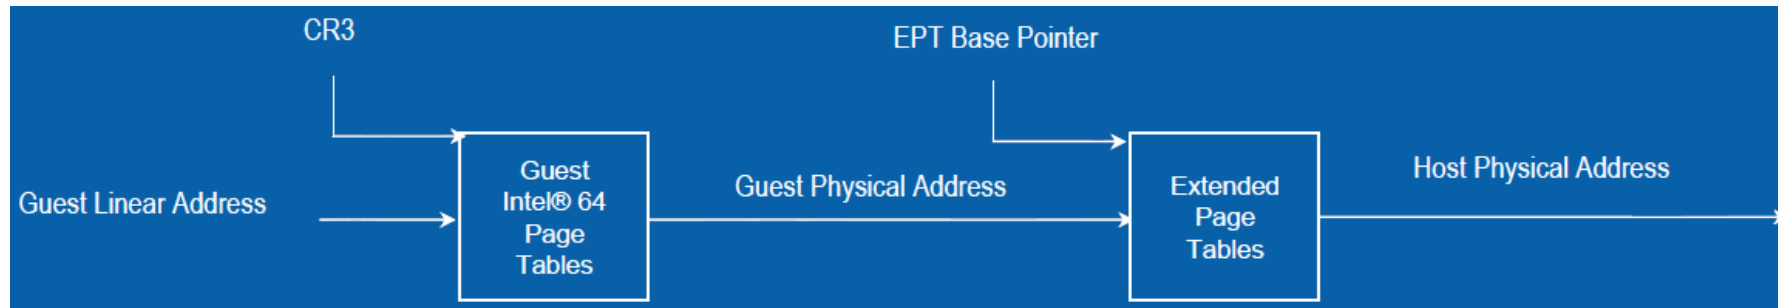 CR3
EPT Base Pointer
Guest Linear Address
Guest
Intel® 64
Page
Tables
Guest Physical Address
Extended
Page
Tables
Host Physical Address